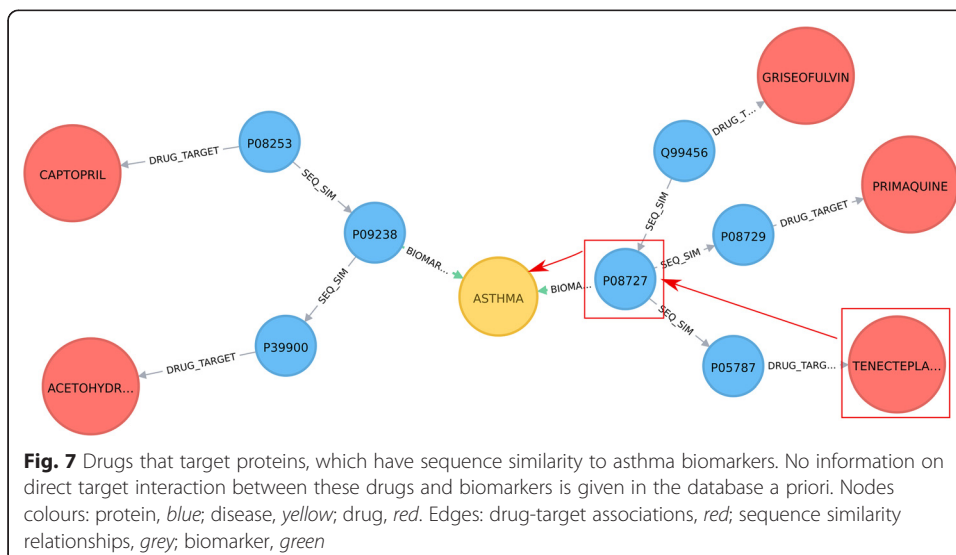 GRISEOFULVIN
DRUG_T...
P08253
DRUG_TARGET
CAPTOPRIL
Q99456
SEQ_SIM
SEQ_SIM
PRIMAQUINE
DRUG_TARGET
P09238
P08729
SEQ_SIM
BIOMAR...
P08727
BIOMA...
ASTHMA
SEQ_SIM
SEQ_SIM
P39900
DRUG_TARGET
ACETOHYDR...
P05787
DRUG_TARG...
TENECTEPLA...
Fig. 7 Drugs that target proteins, which have sequence similarity to asthma biomarkers. No information on
direct target interaction between these drugs and biomarkers is given in the database a priori. Nodes
colours: protein, blue; disease, yellow; drug, red. Edges: drug-target associations, red; sequence similarity
relationships, grey; biomarker, green